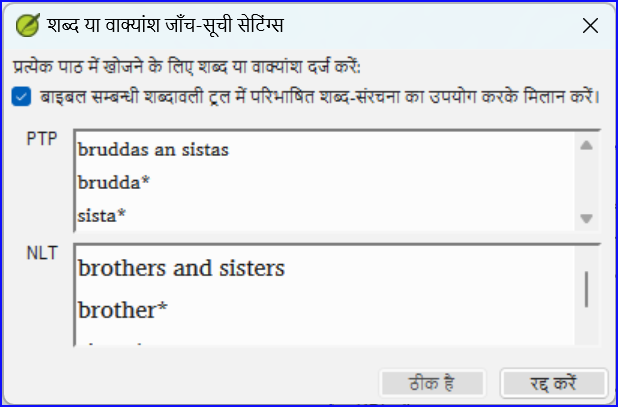 शब्द या वाक्यांश जाँच-सूची सेटिंग्स
प्रत्येक पाठ में खोजने के लिए शब्द या वाक्यांश दर्ज करें:
बाइबल सम्बन्धी शब्दावली टूल में परिभाषित शब्द-संरचना का उपयोग करके मिलान करें।
PTP
bruddas an sistas
brudda*
sista*
NLT
brothers and sisters
brother*
ठीक है
रद्द करें